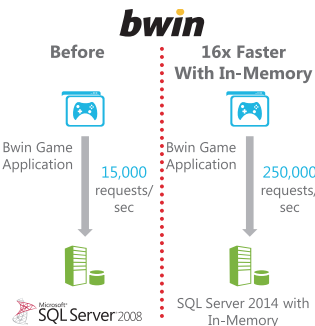 bwin
Before
16x Faster
With In-Memory
Bwin Game
Application
15,000
requests/
sec
Bwin Game
Application
250,000
requests/
sec
Microsoft®
SQL Server 2008
SQL Server 2014 with
In-Memory